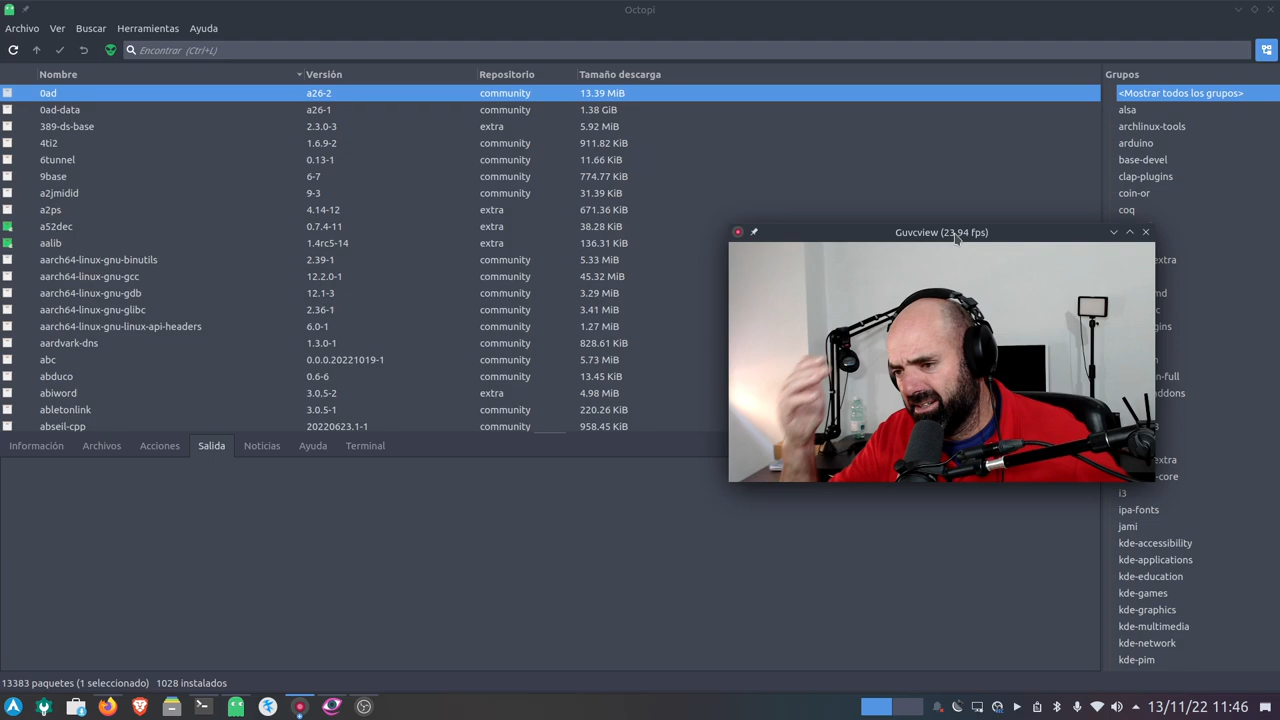 Octopi
Archivo Ver Buscar Herramientas Ayuda
Encontrar (Ctrl+L)
Nombre Versión Repositorio Tamaño descarga Grupos
0ad a26-2 community 13.39 MiB <Mostrar todos los grupos>
0ad-data a26-1 community 1.38 GiB alsa
389-ds-base 2.3.0-3 extra 5.92 MiB archlinux-tools
4ti2 1.6.9-2 community 911.82 KiB arduino
6tunnel 0.13-1 community 11.66 KiB base-devel
9base 6-7 community 774.77 KiB clap-plugins
a2jmidid 9-3 community 31.39 KiB coin-or
a2ps 4.14-12 extra 671.36 KiB coq
a52dec 0.7.4-11 extra 38.28 KiB
Guvcview (23.94 fps)
aalib 1.4rc5-14 extra 136.31 KiB
aarch64-linux-gnu-binutils 2.39-1 community 5.33 MiB extra
aarch64-linux-gnu-gcc 12.2.0-1 community 45.32 MiB
aarch64-linux-gnu-gdb 12.1-3 community 3.29 MiB md
aarch64-linux-gnu-glibc 2.36-1 community 3.41 MiB c
aarch64-linux-gnu-linux-api-headers 6.0-1 community 1.27 MiB gins
aardvark-dns 1.3.0-1 community 828.61 KiB
abc 0.0.0.20221019-1 community 5.73 MiB
abduco 0.6-6 community 13.45 KiB n-full
abiword 3.0.5-2 extra 4.98 MiB addons
abletonlink 3.0.5-1 community 220.26 KiB
abseil-cpp 20220623.1-1 community 958.45 KiB
Información Archivos Acciones Salida Noticias Ayuda Terminal
extra
-core
i3
ipa-fonts
jami
kde-accessibility
kde-applications
kde-education
kde-games
kde-graphics
kde-multimedia
kde-network
kde-pim
13383 paquetes (1 seleccionado) 1028 instalados
13/11/22 11:46